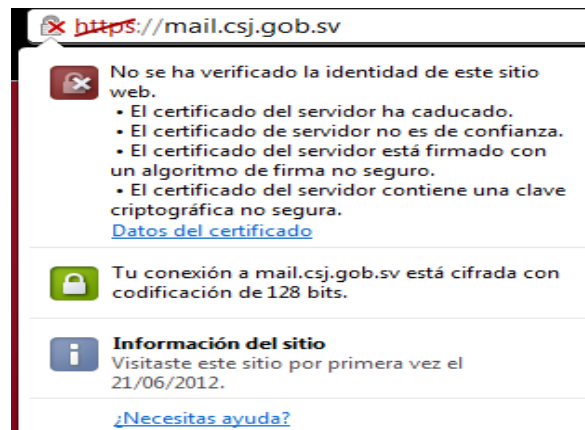 https://mail.csj.gob.sv
No se ha verificado la identidad de este sitio
web.
• El certificado del servidor ha caducado.
• El certificado de servidor no es de confianza.
• El certificado del servidor está firmado con
un algoritmo de firma no seguro.
• El certificado del servidor contiene una clave
criptográfica no segura.
Datos del certificado
Tu conexión a mail.csj.gob.sv está cifrada con
codificación de 128 bits.
Información del sitio
Visitaste este sitio por primera vez el
21/06/2012.
¿Necesitas ayuda?